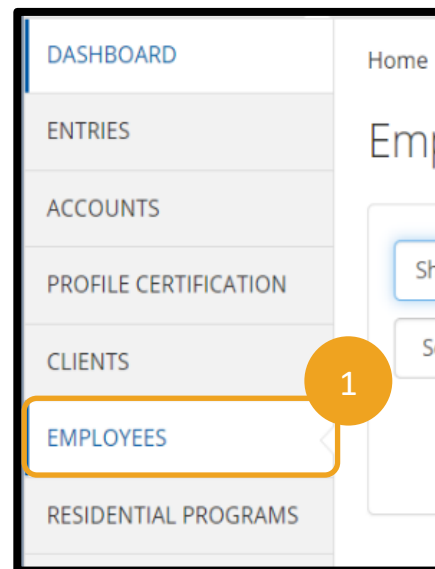 DASHBOARD
Home
ENTRIES
ACCOUNTS
PROFILE CERTIFICATION
CLIENTS
1
EMPLOYEES
RESIDENTIAL PROGRAMS